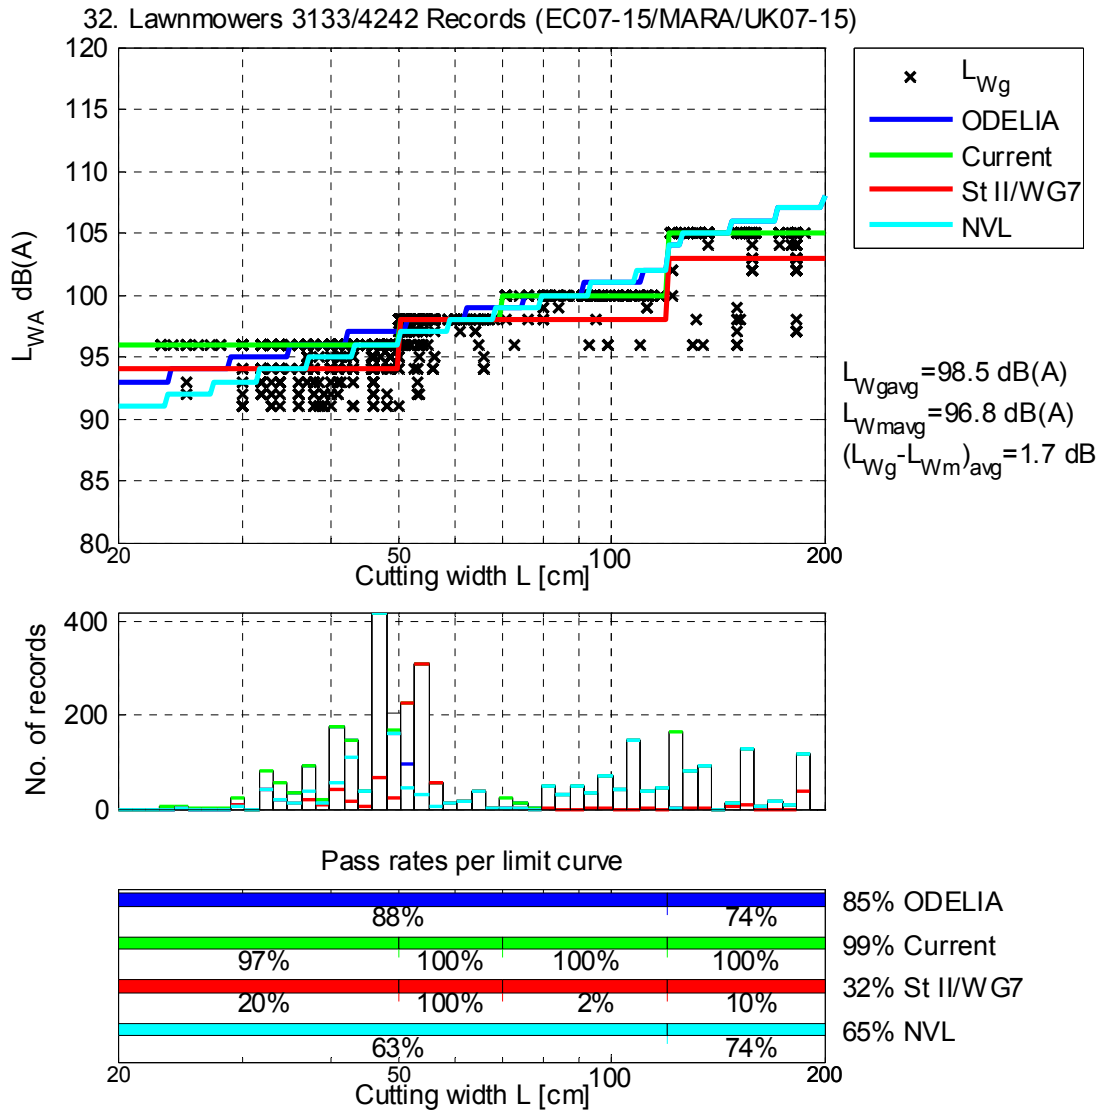 32. Lawnmowers 3133/4242 Records (EC07-15/MARA/UK07-15)
120
115
110
105
100
95
90
85
80
L_WA dB(A)
20
50
100
200
Cutting width L [cm]
L_Wg
ODELIA
Current
St II/WG7
NVL
L_Wgavg=98.5 dB(A)
L_Wmavg=96.8 dB(A)
(L_Wg-L_Wm)_avg=1.7 dB
400
200
0
No. of records
Pass rates per limit curve
88%
74%
85% ODELIA
97%
100%
100%
100%
99% Current
20%
100%
2%
10%
32% St II/WG7
63%
74%
65% NVL
20
50
100
200
Cutting width L [cm]